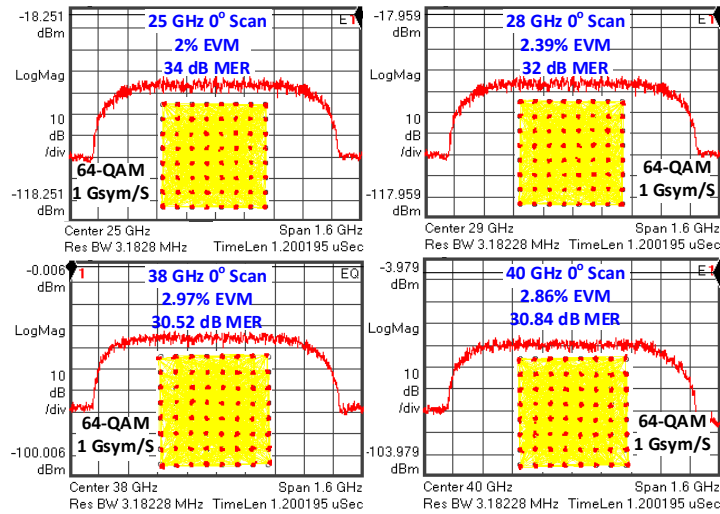 -18.251
dBm
LogMag
10
dB
/div
-118.251
dBm
25 GHz 0° Scan
2% EVM
34 dB MER
E 1
64-QAM
1 Gsym/S
Center 25 GHz Span 1.6 GHz
Res BW 3.18228 MHz TimeLen 1.200195 uSec
-17.959
dBm
LogMag
10
dB
/div
-117.959
dBm
28 GHz 0° Scan
2.39% EVM
32 dB MER
E 1
64-QAM
1 Gsym/S
Center 29 GHz Span 1.6 GHz
Res BW 3.18228 MHz TimeLen 1.200195 uSec
-0.006
dBm
LogMag
10
dB
/div
-100.006
dBm
1
38 GHz 0° Scan
2.97% EVM
30.52 dB MER
EQ
64-QAM
1 Gsym/S
Center 38 GHz Span 1.6 GHz
Res BW 3.18228 MHz TimeLen 1.200195 uSec
-3.979
dBm
LogMag
10
dB
/div
-103.979
dBm
40 GHz 0° Scan
2.86% EVM
30.84 dB MER
E 1
64-QAM
1 Gsym/S
Center 40 GHz Span 1.6 GHz
Res BW 3.18228 MHz TimeLen 1.200195 uSec